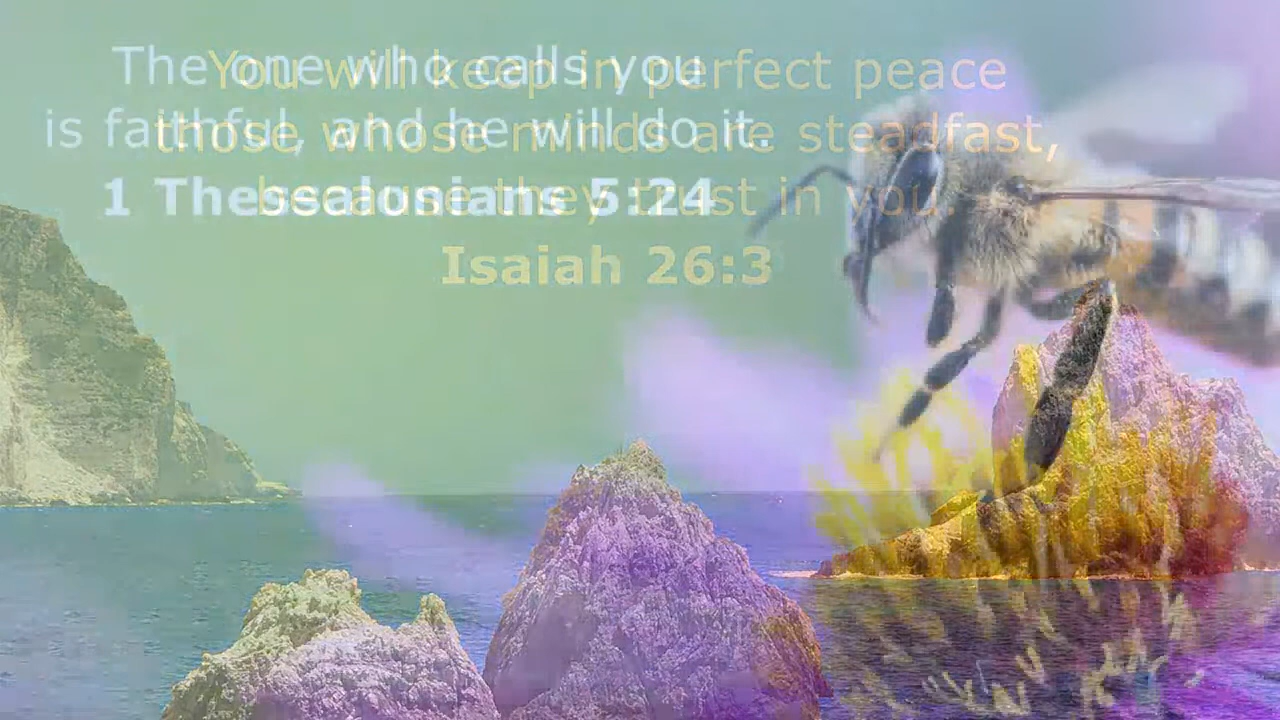 The one who calls you
is faithful, and he will do it.
1 Thessalonians 5:24
You will keep in perfect peace
those whose minds are steadfast,
because they trust in you.
Isaiah 26:3